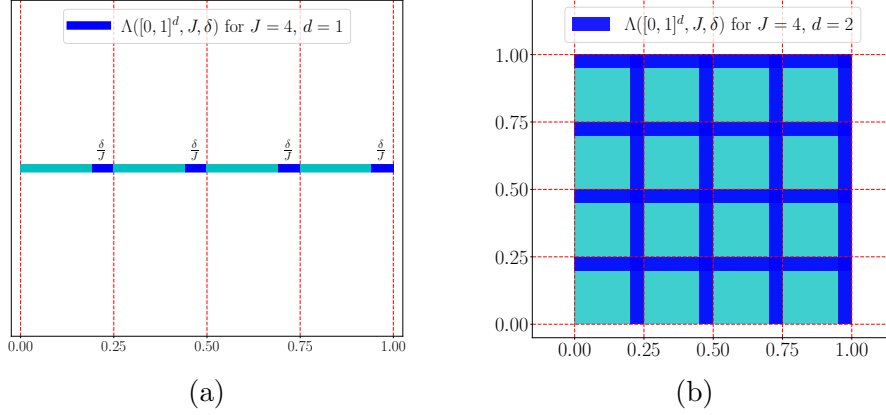 Λ([0, 1]^d, J, δ) for J = 4, d = 1
δ/J δ/J δ/J δ/J
0.00 0.25 0.50 0.75 1.00
(a)
Λ([0, 1]^d, J, δ) for J = 4, d = 2
1.00
0.75
0.50
0.25
0.00
0.00 0.25 0.50 0.75 1.00
(b)